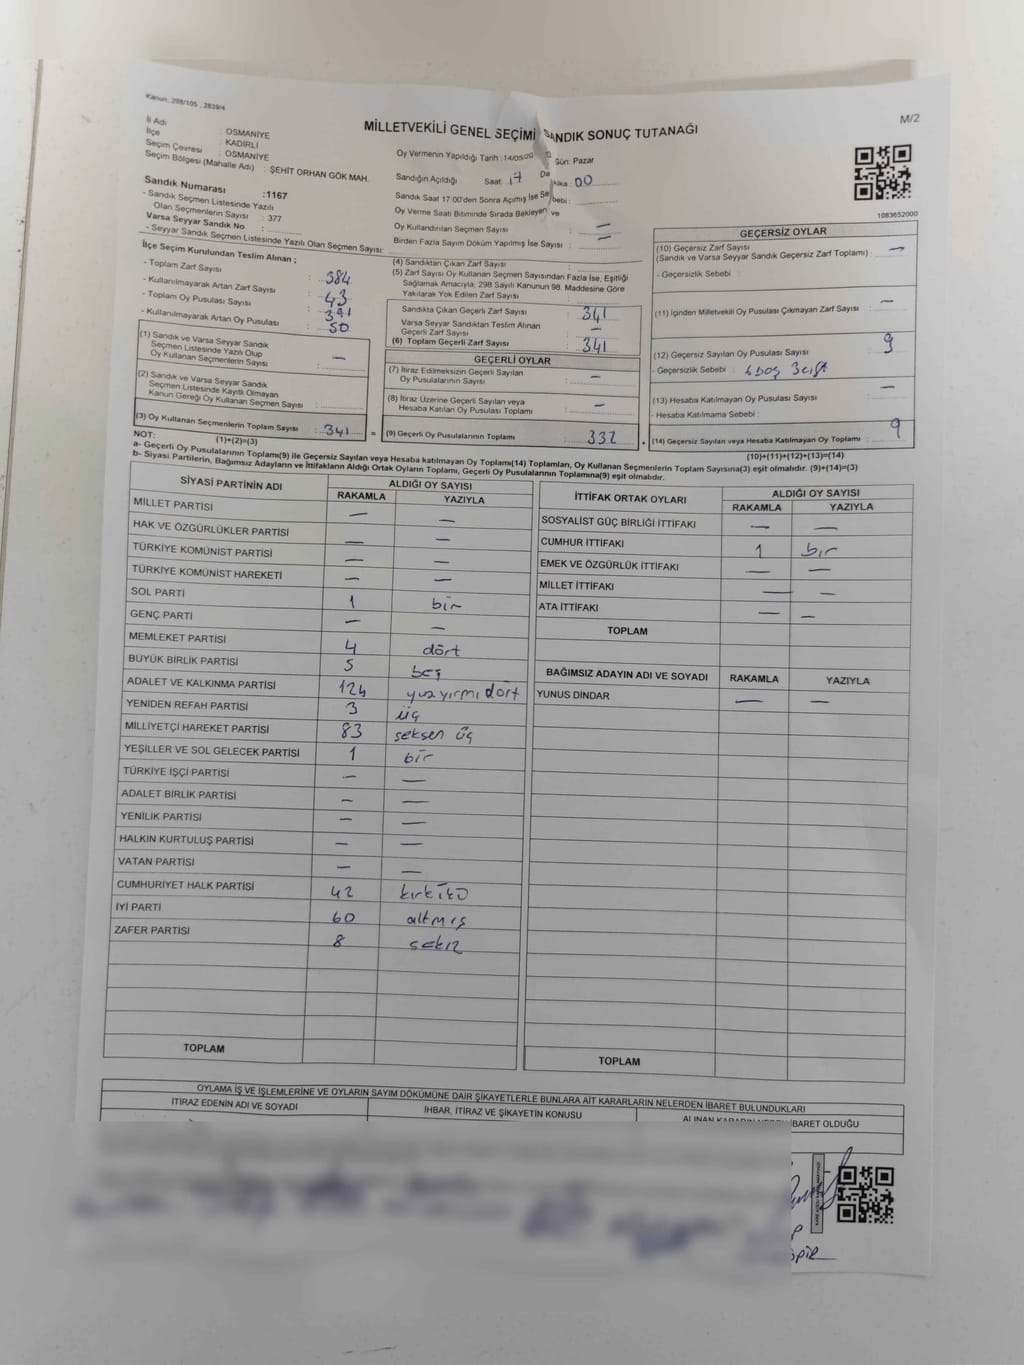 Kanun; 298/105 , 2839/4
MİLLETVEKİLİ GENEL SEÇİMİ SANDIK SONUÇ TUTANAĞI
M/2
İl Adı : OSMANİYE
İlçe : KADİRLİ
Seçim Çevresi : OSMANİYE
Seçim Bölgesi (Mahalle Adı) : ŞEHİT ORHAN GÖK MAH.
Sandık Numarası :1167
- Sandık Seçmen Listesinde Yazılı
Olan Seçmenlerin Sayısı : 377
Varsa Seyyar Sandık No :
- Seyyar Sandık Seçmen Listesinde Yazılı Olan Seçmen Sayısı:
Oy Vermenin Yapıldığı Tarih : 14/05/20 Gün: Pazar
Sandığın Açıldığı Saat : 17 Dakika : 00
Sandık Saat 17.00'den Sonra Açılmış İse Sebebi :
Oy Verme Saati Bitiminde Sırada Bekleyen ve
Oy Kullandırılan Seçmen Sayısı : —
Birden Fazla Sayım Döküm Yapılmış İse Sayısı : —
1083652000
İlçe Seçim Kurulundan Teslim Alınan ;
- Toplam Zarf Sayısı : 384
- Kullanılmayarak Artan Zarf Sayısı : 43
- Toplam Oy Pusulası Sayısı : 391
- Kullanılmayarak Artan Oy Pusulası : 50
(1) Sandık ve Varsa Seyyar Sandık
Seçmen Listesinde Yazılı Olup
Oy Kullanan Seçmenlerin Sayısı : —
(2) Sandık ve Varsa Seyyar Sandık
Seçmen Listesinde Kayıtlı Olmayan
Kanun Gereği Oy Kullanan Seçmen Sayısı :
(3) Oy Kullanan Seçmenlerin Toplam Sayısı : 341 =
(1)+(2)=(3)
(4) Sandıktan Çıkan Zarf Sayısı :
(5) Zarf Sayısı Oy Kullanan Seçmen Sayısından Fazla İse, Eşitliği
Sağlamak Amacıyla, 298 Sayılı Kanunun 98. Maddesine Göre
Yakılarak Yok Edilen Zarf Sayısı :
Sandıkta Çıkan Geçerli Zarf Sayısı : 341
Varsa Seyyar Sandıktan Teslim Alınan
Geçerli Zarf Sayısı : —
(6) Toplam Geçerli Zarf Sayısı : 341
GEÇERLİ OYLAR
(7) İtiraz Edilmeksizin Geçerli Sayılan
Oy Pusulalarının Sayısı : —
(8) İtiraz Üzerine Geçerli Sayılan veya
Hesaba Katılan Oy Pusulası Toplamı : —
(9) Geçerli Oy Pusulalarının Toplamı : 332 +
GEÇERSİZ OYLAR
(10) Geçersiz Zarf Sayısı
(Sandık ve Varsa Seyyar Sandık Geçersiz Zarf Toplamı) : —
- Geçersizlik Sebebi :
(11) İçinden Milletvekili Oy Pusulası Çıkmayan Zarf Sayısı : —
(12) Geçersiz Sayılan Oy Pusulası Sayısı : 9
- Geçersizlik Sebebi : 6 boş 3 çift
(13) Hesaba Katılmayan Oy Pusulası Sayısı : —
- Hesaba Katılmama Sebebi :
(14) Geçersiz Sayılan veya Hesaba Katılmayan Oy Toplamı : 9
(10)+(11)+(12)+(13)=(14)
NOT:
a- Geçerli Oy Pusulalarının Toplamı(9) ile Geçersiz Sayılan veya Hesaba katılmayan Oy Toplamı(14) Toplamları, Oy Kullanan Seçmenlerin Toplam Sayısına(3) eşit olmalıdır. (9)+(14)=(3)
b- Siyasi Partilerin, Bağımsız Adayların ve İttifakların Aldığı Ortak Oyların Toplamı, Geçerli Oy Pusulalarının Toplamına(9) eşit olmalıdır.
SİYASİ PARTİNİN ADI ALDIĞI OY SAYISI
RAKAMLA YAZIYLA
MİLLET PARTİSİ — —
HAK VE ÖZGÜRLÜKLER PARTİSİ — —
TÜRKİYE KOMÜNİST PARTİSİ — —
TÜRKİYE KOMÜNİST HAREKETİ — —
SOL PARTİ 1 bir
GENÇ PARTİ — —
MEMLEKET PARTİSİ 4 dört
BÜYÜK BİRLİK PARTİSİ 5 beş
ADALET VE KALKINMA PARTİSİ 124 yüzyirmi dört
YENİDEN REFAH PARTİSİ 3 üç
MİLLİYETÇİ HAREKET PARTİSİ 83 seksen üç
YEŞİLLER VE SOL GELECEK PARTİSİ 1 bir
TÜRKİYE İŞÇİ PARTİSİ — —
ADALET BİRLİK PARTİSİ — —
YENİLİK PARTİSİ — —
HALKIN KURTULUŞ PARTİSİ — —
VATAN PARTİSİ — —
CUMHURİYET HALK PARTİSİ 42 kırkiki
İYİ PARTİ 60 altmış
ZAFER PARTİSİ 8 sekiz
TOPLAM
İTTİFAK ORTAK OYLARI ALDIĞI OY SAYISI
RAKAMLA YAZIYLA
SOSYALİST GÜÇ BİRLİĞİ İTTİFAKI — —
CUMHUR İTTİFAKI 1 bir
EMEK VE ÖZGÜRLÜK İTTİFAKI — —
MİLLET İTTİFAKI — —
ATA İTTİFAKI — —
TOPLAM
BAĞIMSIZ ADAYIN ADI VE SOYADI RAKAMLA YAZIYLA
YUNUS DİNDAR — —
TOPLAM
OYLAMA İŞ VE İŞLEMLERİNE VE OYLARIN SAYIM DÖKÜMÜNE DAİR ŞİKAYETLERLE BUNLARA AİT KARARLARIN NELERDEN İBARET BULUNDUKLARI
İTİRAZ EDENİN ADI VE SOYADI İHBAR, İTİRAZ VE ŞİKAYETİN KONUSU ALINAN KARARIN NEDEN İBARET OLDUĞU